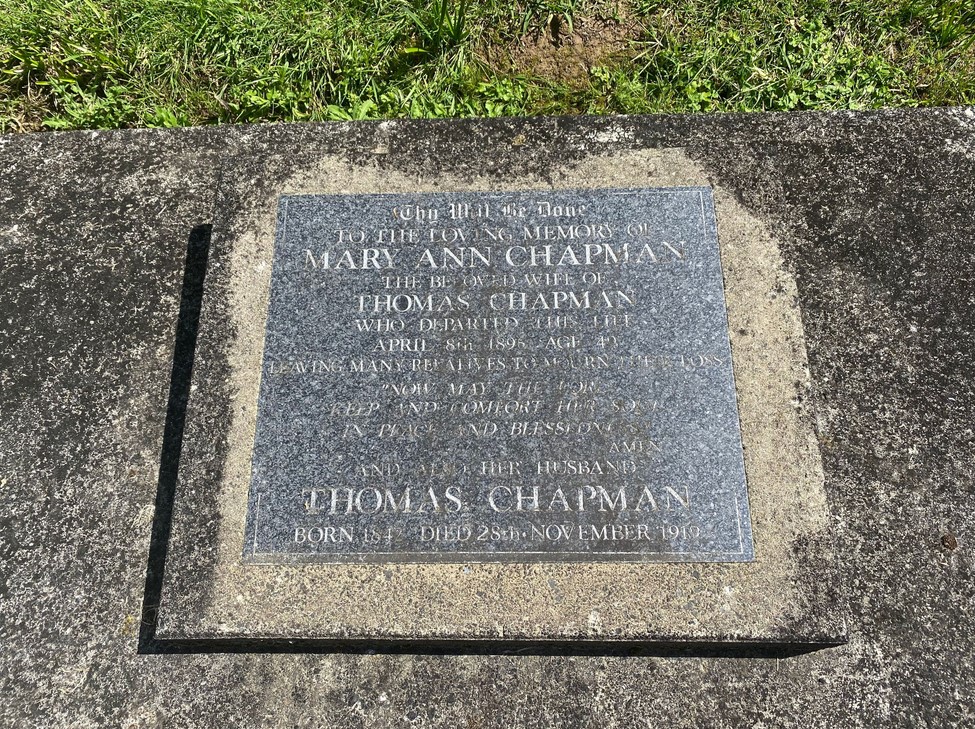 Thy Will Be Done
TO THE LOVING MEMORY OF
MARY ANN CHAPMAN
THE BELOVED WIFE OF
THOMAS CHAPMAN
WHO DEPARTED THIS LIFE
APRIL 8th 1895 AGE 49
LEAVING MANY RELATIVES TO MOURN THEIR LOSS
"NOW MAY THE LORD
KEEP AND COMFORT HER SOUL
IN PEACE AND BLESSEDNESS
AMEN
AND ALSO HER HUSBAND
THOMAS CHAPMAN
BORN 1842 DIED 28th NOVEMBER 1919